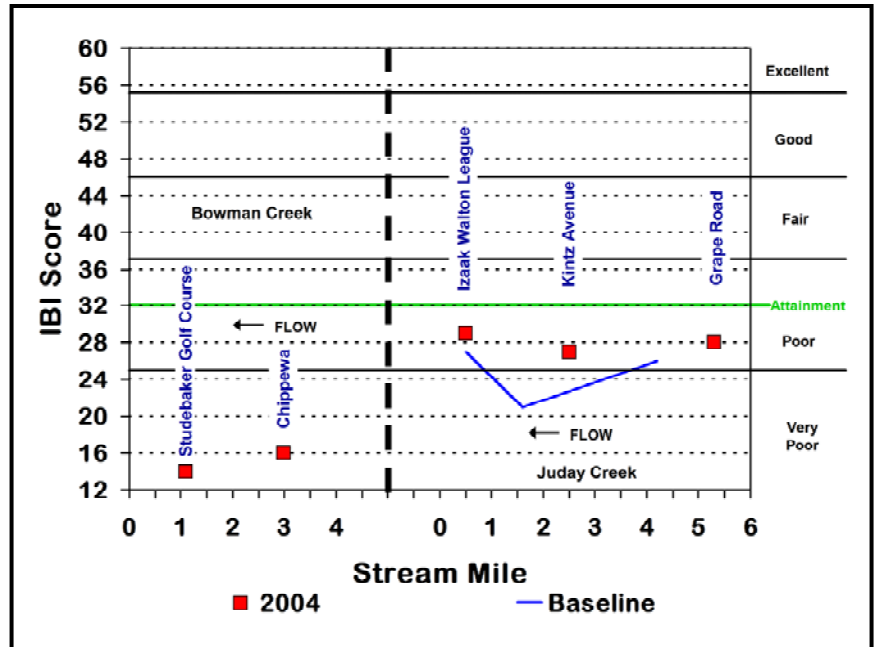 60
56
52
48
44
40
36
32
28
24
20
16
12
IBI Score
Excellent
Good
Fair
Attainment
Poor
Very
Poor
Bowman Creek
Studebaker Golf Course
Chippewa
FLOW
Izaak Walton League
Kintz Avenue
Grape Road
FLOW
Juday Creek
0 1 2 3 4 0 1 2 3 4 5 6
Stream Mile
2004 Baseline